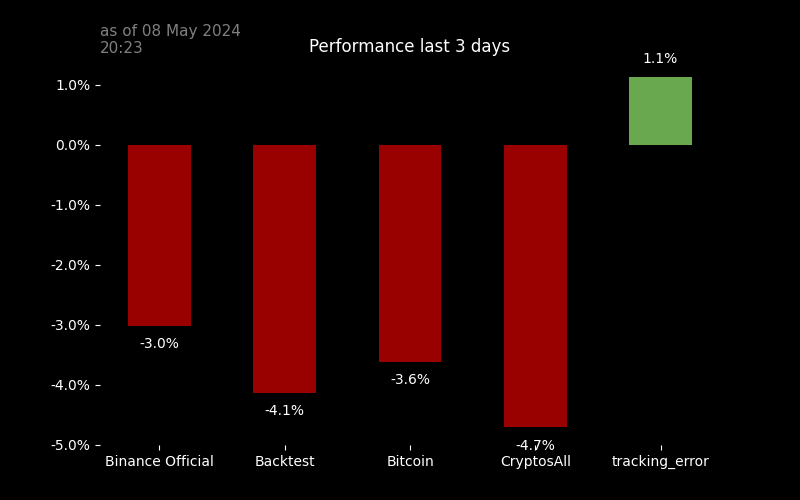 as of 08 May 2024
20:23
Performance last 3 days
1.1%
1.0%
0.0%
-1.0%
-2.0%
-3.0%
-4.0%
-5.0%
-3.0%
-4.1%
-3.6%
-4.7%
Binance Official
Backtest
Bitcoin
CryptosAll
tracking_error